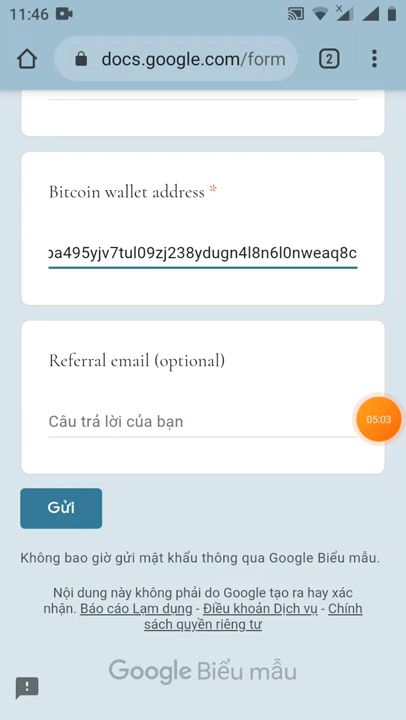 11:46
docs.google.com/form
2
Bitcoin wallet address *
pa495yjv7tul09zj238ydugn4l8n6l0nweaq8c
Referral email (optional)
Câu trả lời của bạn
05:03
Gửi
Không bao giờ gửi mật khẩu thông qua Google Biểu mẫu.
Nội dung này không phải do Google tạo ra hay xác
nhận. Báo cáo Lạm dụng - Điều khoản Dịch vụ - Chính
sách quyền riêng tư
Google Biểu mẫu